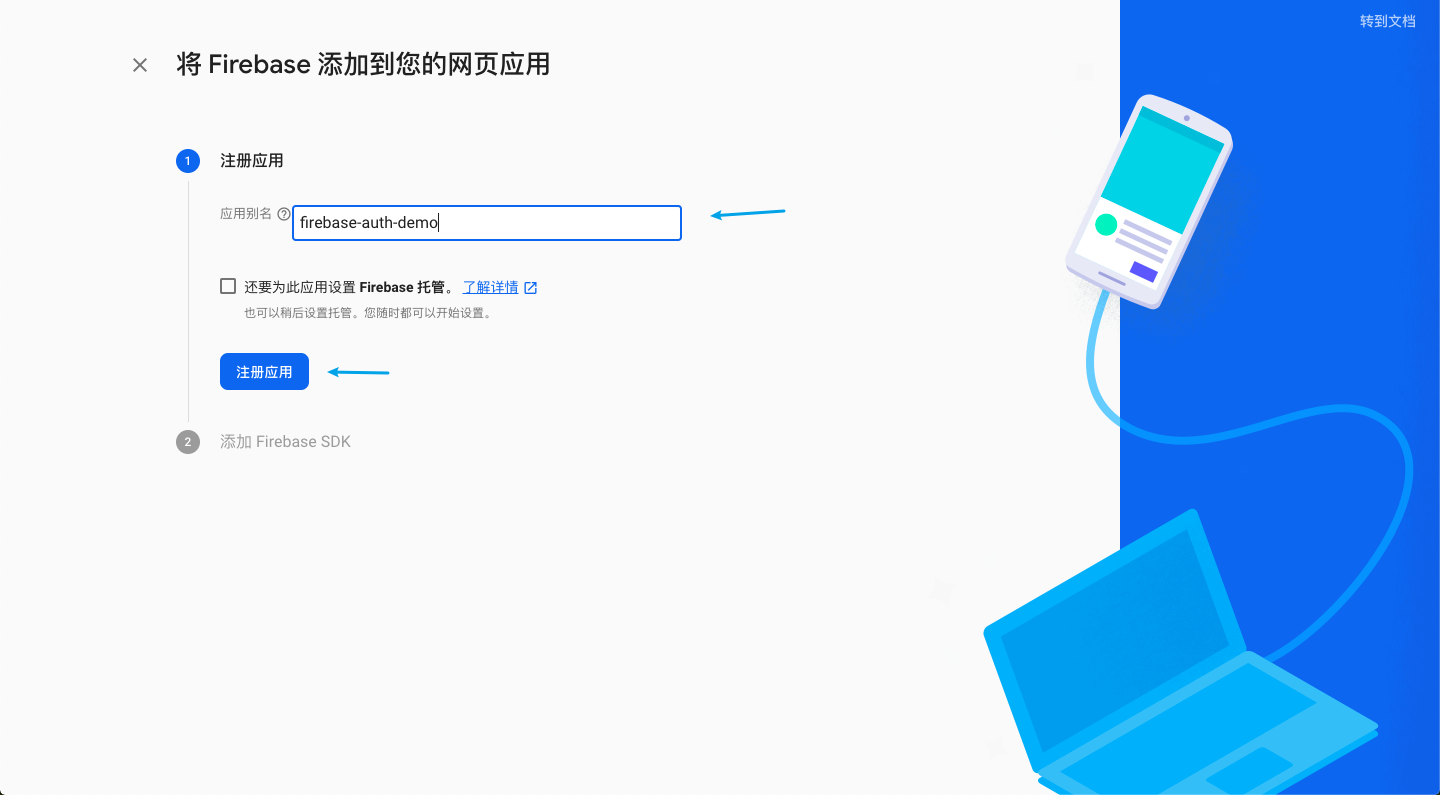 转到文档
将 Firebase 添加到您的网页应用
1 注册应用
应用别名
firebase-auth-demo
还要为此应用设置 Firebase 托管。 了解详情
也可以稍后设置托管。您随时都可以开始设置。
注册应用
2 添加 Firebase SDK